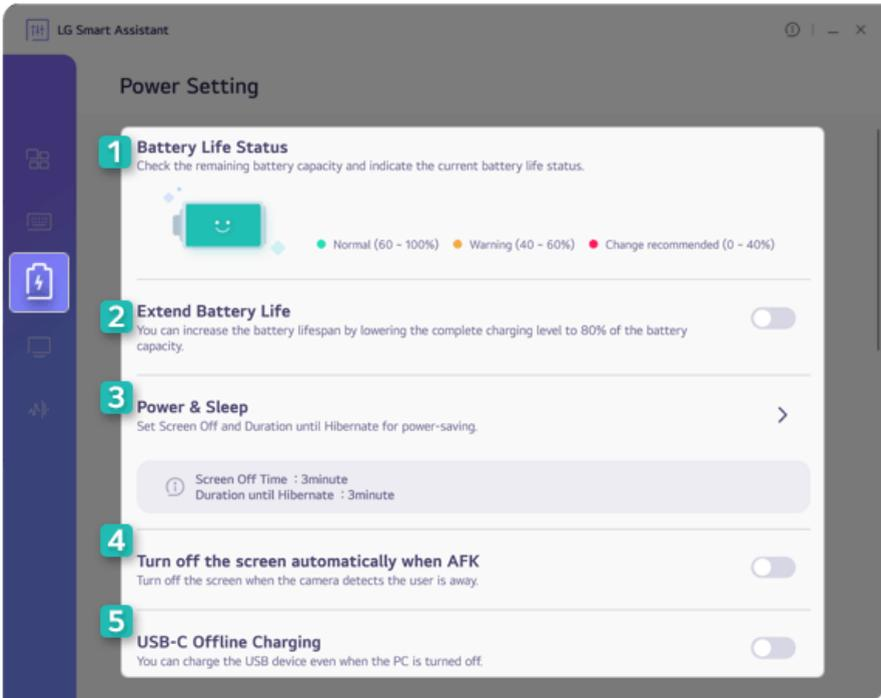 LG Smart Assistant
Power Setting
1
Battery Life Status
Check the remaining battery capacity and indicate the current battery life status.
Normal (60 ~ 100%) Warning (40 ~ 60%) Change recommended (0 ~ 40%)
2
Extend Battery Life
You can increase the battery lifespan by lowering the complete charging level to 80% of the battery
capacity.
3
Power & Sleep
Set Screen Off and Duration until Hibernate for power-saving.
Screen Off Time : 3minute
Duration until Hibernate : 3minute
4
Turn off the screen automatically when AFK
Turn off the screen when the camera detects the user is away.
5
USB-C Offline Charging
You can charge the USB device even when the PC is turned off.